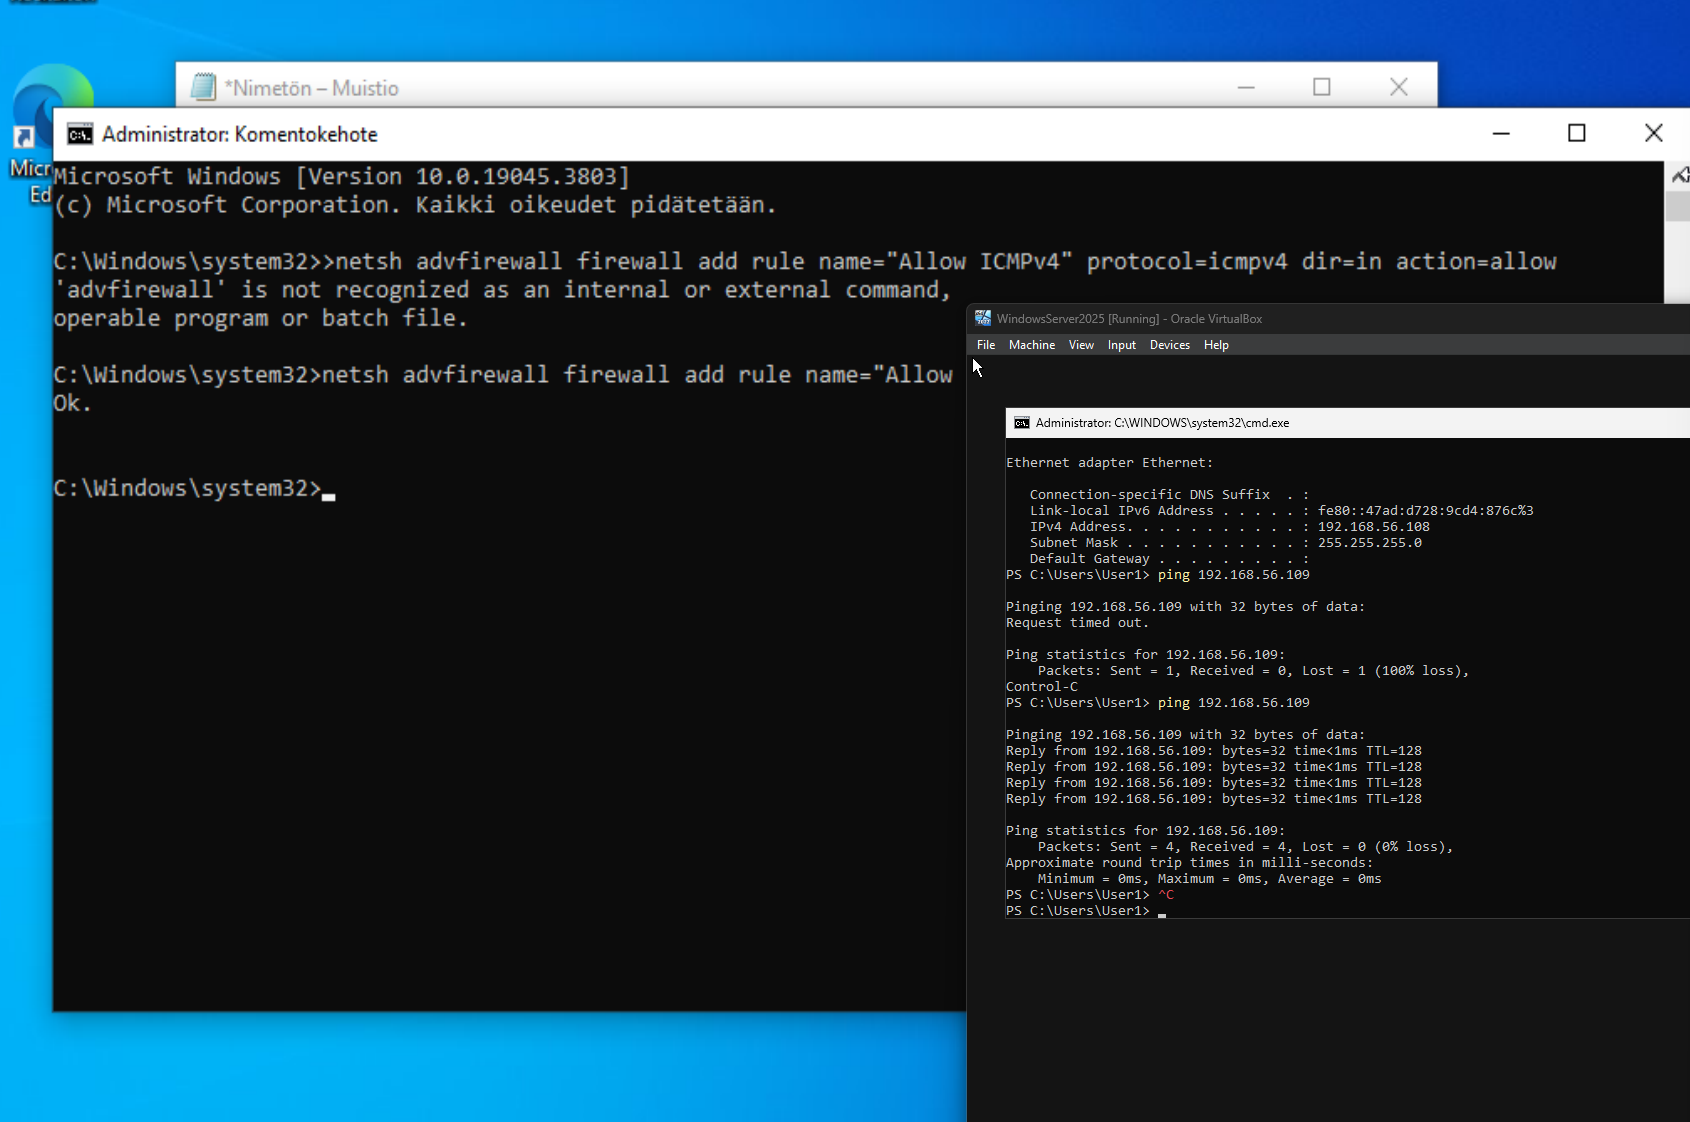 *Nimetön – Muistio
Administrator: Komentokehote
Micr
Ed
Microsoft Windows [Version 10.0.19045.3803]
(c) Microsoft Corporation. Kaikki oikeudet pidätetään.
C:\Windows\system32>>netsh advfirewall firewall add rule name="Allow ICMPv4" protocol=icmpv4 dir=in action=allow
'advfirewall' is not recognized as an internal or external command,
operable program or batch file.
C:\Windows\system32>netsh advfirewall firewall add rule name="Allow
Ok.
C:\Windows\system32>
WindowsServer2025 [Running] - Oracle VirtualBox
File Machine View Input Devices Help
Administrator: C:\WINDOWS\system32\cmd.exe
Ethernet adapter Ethernet:
Connection-specific DNS Suffix . :
Link-local IPv6 Address . . . . . : fe80::47ad:d728:9cd4:876c%3
IPv4 Address. . . . . . . . . . . : 192.168.56.108
Subnet Mask . . . . . . . . . . . : 255.255.255.0
Default Gateway . . . . . . . . . :
PS C:\Users\User1> ping 192.168.56.109
Pinging 192.168.56.109 with 32 bytes of data:
Request timed out.
Ping statistics for 192.168.56.109:
Packets: Sent = 1, Received = 0, Lost = 1 (100% loss),
Control-C
PS C:\Users\User1> ping 192.168.56.109
Pinging 192.168.56.109 with 32 bytes of data:
Reply from 192.168.56.109: bytes=32 time<1ms TTL=128
Reply from 192.168.56.109: bytes=32 time<1ms TTL=128
Reply from 192.168.56.109: bytes=32 time<1ms TTL=128
Reply from 192.168.56.109: bytes=32 time<1ms TTL=128
Ping statistics for 192.168.56.109:
Packets: Sent = 4, Received = 4, Lost = 0 (0% loss),
Approximate round trip times in milli-seconds:
Minimum = 0ms, Maximum = 0ms, Average = 0ms
PS C:\Users\User1> ^C
PS C:\Users\User1>